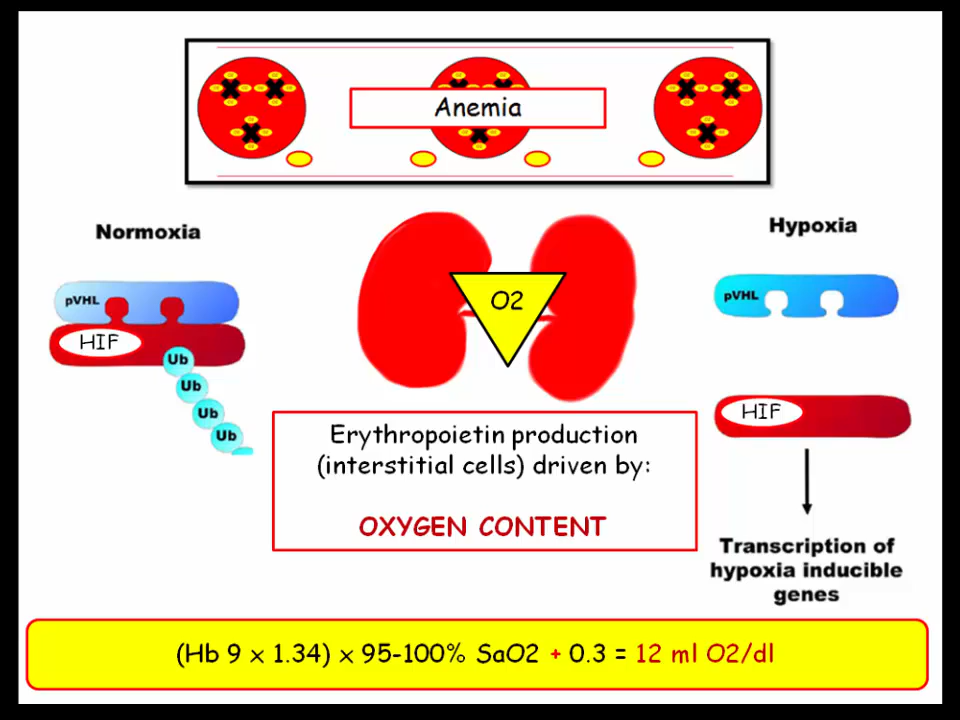 Anemia
Normoxia
Hypoxia
pVHL
HIF
Ub
Ub
Ub
Ub
O2
pVHL
HIF
Erythropoietin production
(interstitial cells) driven by:
OXYGEN CONTENT
Transcription of
hypoxia inducible
genes
(Hb 9 x 1.34) x 95-100% SaO2 + 0.3 = 12 ml O2/dl